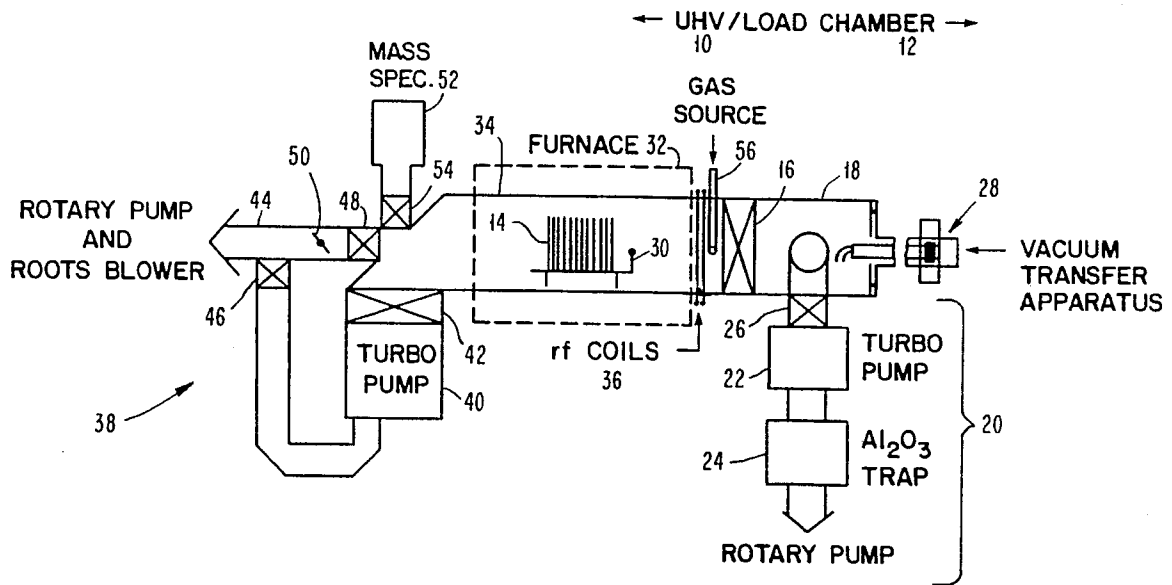 ← UHV/LOAD CHAMBER →
10 12
MASS
SPEC. 52
GAS
SOURCE
34
FURNACE 32
56
16
18
28
50
54
44
48
14
30
ROTARY PUMP
AND
ROOTS BLOWER
VACUUM
TRANSFER
APPARATUS
46
42
26
rf COILS
36
TURBO
PUMP
40
TURBO
PUMP
22
38
20
24
Al₂O₃
TRAP
ROTARY PUMP